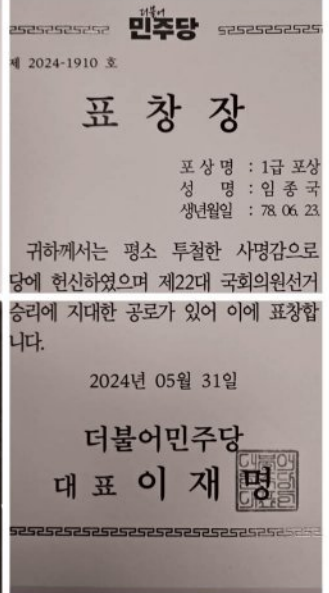 더불어
민주당
제 2024-1910 호
표 창 장
포 상 명 : 1급 포상
성 명 : 임 종 국
생년월일 : 78. 06. 23.
귀하께서는 평소 투철한 사명감으로
당에 헌신하였으며 제22대 국회의원선거
승리에 지대한 공로가 있어 이에 표창합
니다.
2024년 05월 31일
더불어민주당
대 표 이 재 명